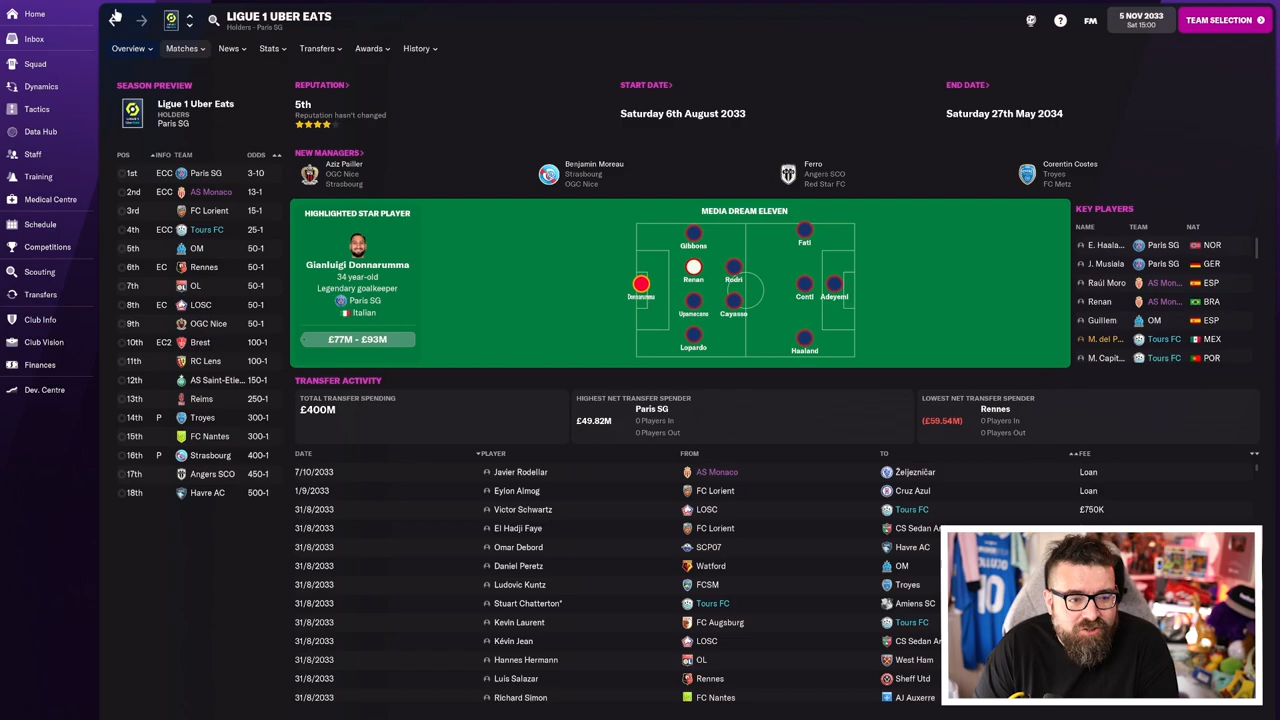 Home
Inbox
Squad
Dynamics
Tactics
Data Hub
Staff
Training
Medical Centre
Schedule
Competitions
Scouting
Transfers
Club Info
Club Vision
Finances
Dev. Centre
LIGUE 1 UBER EATS
Holders - Paris SG
FM
5 NOV 2033
Sat 15:00
TEAM SELECTION
Overview
Matches
News
Stats
Transfers
Awards
History
SEASON PREVIEW
Ligue 1 Uber Eats
HOLDERS
Paris SG
POS INFO TEAM ODDS
1st ECC Paris SG 3-10
2nd ECC AS Monaco 13-1
3rd FC Lorient 15-1
4th ECC Tours FC 25-1
5th OM 50-1
6th EC Rennes 50-1
7th OL 50-1
8th EC LOSC 50-1
9th OGC Nice 50-1
10th EC2 Brest 100-1
11th RC Lens 100-1
12th AS Saint-Etie... 150-1
13th Reims 250-1
14th P Troyes 300-1
15th FC Nantes 300-1
16th P Strasbourg 400-1
17th Angers SCO 450-1
18th Havre AC 500-1
REPUTATION>
5th
Reputation hasn't changed
START DATE>
Saturday 6th August 2033
END DATE>
Saturday 27th May 2034
NEW MANAGERS>
Aziz Pailler
OGC Nice
Strasbourg
Benjamin Moreau
Strasbourg
OGC Nice
Ferro
Angers SCO
Red Star FC
Corentin Costes
Troyes
FC Metz
HIGHLIGHTED STAR PLAYER
Gianluigi Donnarumma
34 year-old
Legendary goalkeeper
Paris SG
Italian
£77M - £93M
MEDIA DREAM ELEVEN
Gibbons
Fati
Renan
Rodri
Donnarumma
Conti
Adeyemi
Upamecano
Cayasso
Lopardo
Haaland
KEY PLAYERS
NAME TEAM NAT
E. Haala... Paris SG NOR
J. Musiala Paris SG GER
Raúl Moro AS Mon... ESP
Renan AS Mon... BRA
Guillem OM ESP
M. del P... Tours FC MEX
M. Capit... Tours FC POR
TRANSFER ACTIVITY
TOTAL TRANSFER SPENDING
£400M
HIGHEST NET TRANSFER SPENDER
£49.82M
Paris SG
0 Players In
0 Players Out
LOWEST NET TRANSFER SPENDER
(£59.54M)
Rennes
0 Players In
0 Players Out
DATE PLAYER FROM TO FEE
7/10/2033 Javier Rodellar AS Monaco Željezničar Loan
1/9/2033 Eylon Almog FC Lorient Cruz Azul Loan
31/8/2033 Victor Schwartz LOSC Tours FC £750K
31/8/2033 El Hadji Faye FC Lorient CS Sedan Ar
31/8/2033 Omar Debord SCP07 Havre AC
31/8/2033 Daniel Peretz Watford OM
31/8/2033 Ludovic Kuntz FCSM Troyes
31/8/2033 Stuart Chatterton* Tours FC Amiens SC
31/8/2033 Kevin Laurent FC Augsburg Tours FC
31/8/2033 Kévin Jean LOSC CS Sedan Ar
31/8/2033 Hannes Hermann OL West Ham
31/8/2033 Luis Salazar Rennes Sheff Utd
31/8/2033 Richard Simon FC Nantes AJ Auxerre
10